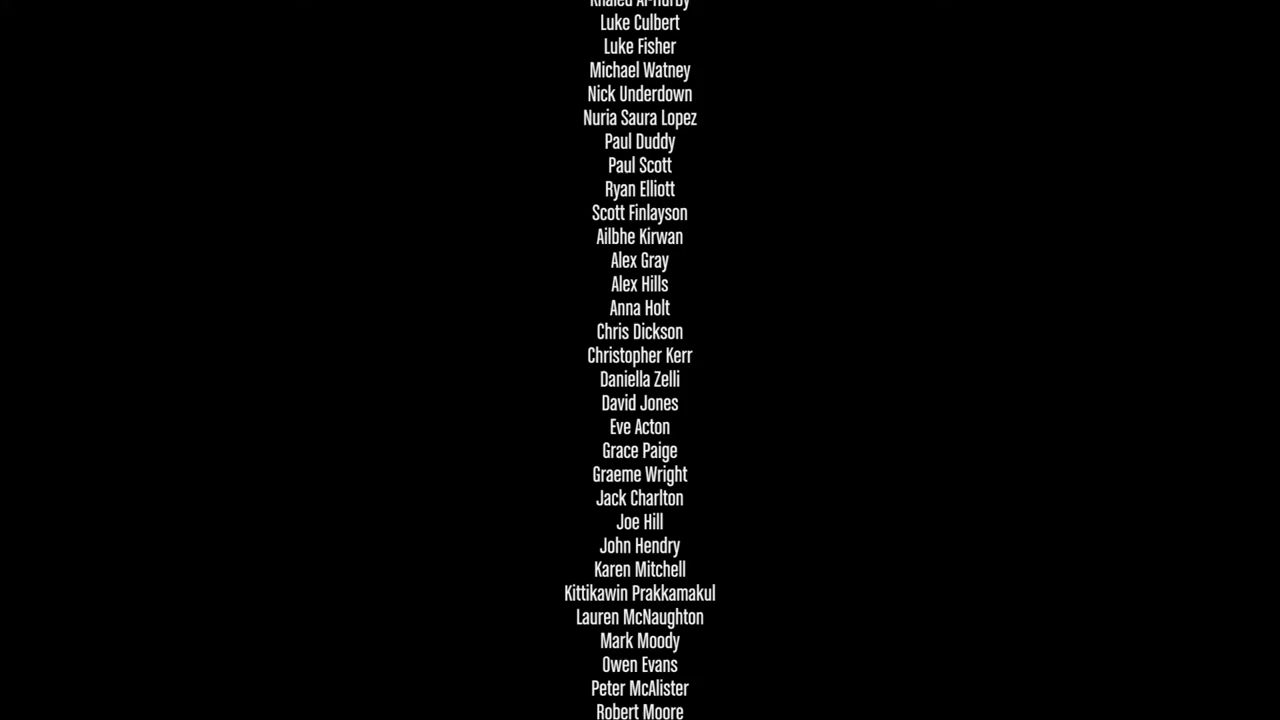 Khaled Al-Hurby
Luke Culbert
Luke Fisher
Michael Watney
Nick Underdown
Nuria Saura Lopez
Paul Duddy
Paul Scott
Ryan Elliott
Scott Finlayson
Ailbhe Kirwan
Alex Gray
Alex Hills
Anna Holt
Chris Dickson
Christopher Kerr
Daniella Zelli
David Jones
Eve Acton
Grace Paige
Graeme Wright
Jack Charlton
Joe Hill
John Hendry
Karen Mitchell
Kittikawin Prakkamakul
Lauren McNaughton
Mark Moody
Owen Evans
Peter McAlister
Robert Moore